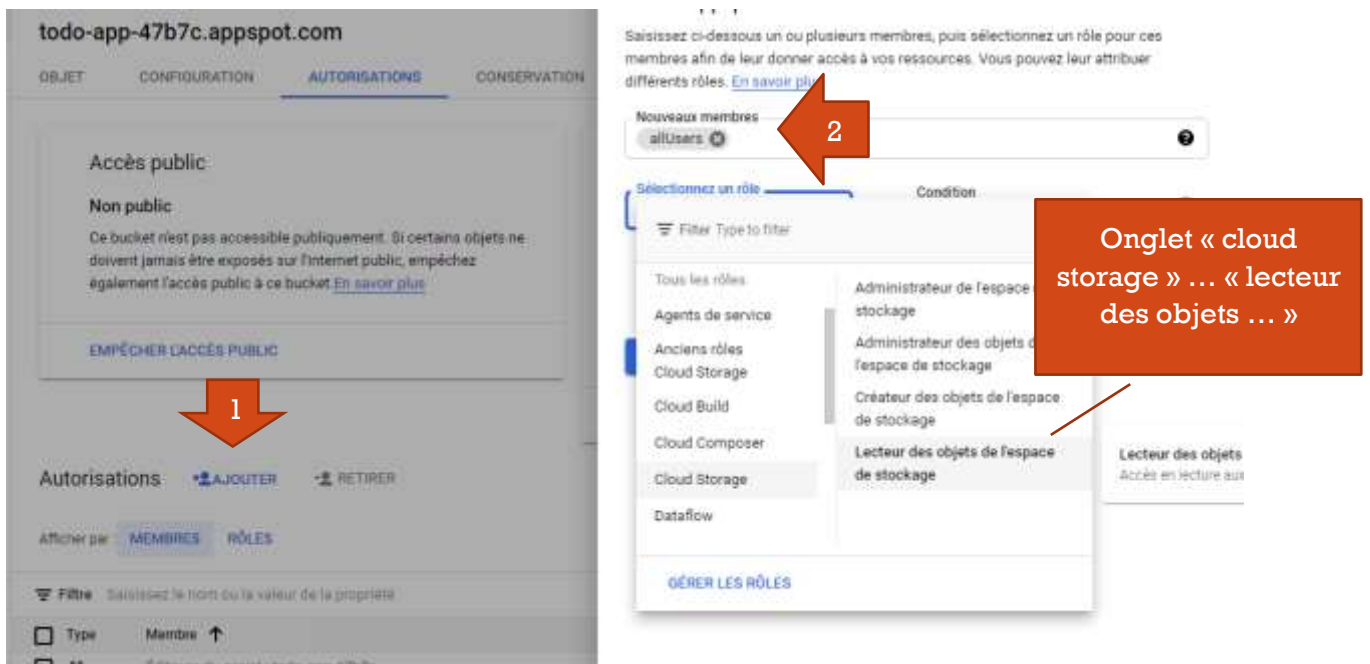 todo-app-47b7c.appspot.com
OBJET CONFIGURATION AUTORISATIONS CONSERVATION
Accès public
Non public
Ce bucket n'est pas accessible publiquement. Si certains objets ne
doivent jamais être exposés sur l'Internet public, empêchez
également l'accès public à ce bucket. En savoir plus
EMPÊCHER L'ACCÈS PUBLIC
1
Autorisations AJOUTER RETIRER
Afficher par MEMBRES RÔLES
Filtre Saisissez le nom ou la valeur de la propriété
Type Membre
Saisissez ci-dessous un ou plusieurs membres, puis sélectionnez un rôle pour ces
membres afin de leur donner accès à vos ressources. Vous pouvez leur attribuer
différents rôles. En savoir plus
Nouveaux membres
allUsers
2
Sélectionnez un rôle Condition
Filter Type to filter
Tous les rôles
Agents de service
Anciens rôles
Cloud Storage
Cloud Build
Cloud Composer
Cloud Storage
Dataflow
Administrateur de l'espace
stockage
Administrateur des objets
l'espace de stockage
Créateur des objets de l'espace
de stockage
Lecteur des objets de l'espace
de stockage
GÉRER LES RÔLES
Onglet « cloud
storage » … « lecteur
des objets … »
Lecteur des objets
Accès en lecture aux